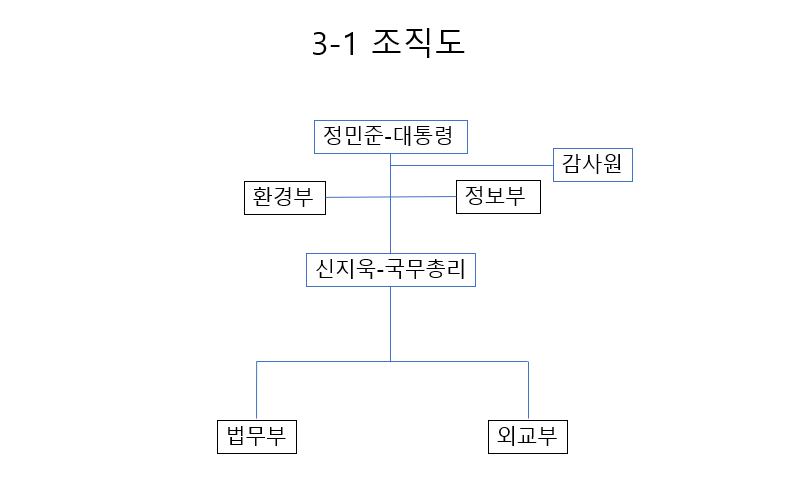 3-1 조직도
정민준-대통령
감사원
환경부
정보부
신지욱-국무총리
법무부
외교부